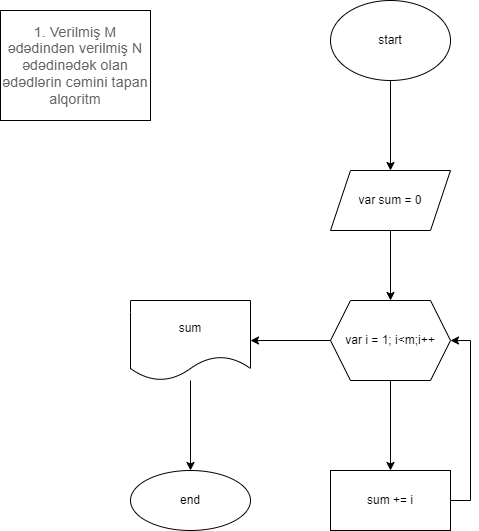 1. Verilmiş M
ədədindən verilmiş N
ədədinədək olan
ədədlərin cəmini tapan
alqoritm
start
var sum = 0
sum
var i = 1; i<m;i++
end
sum += i